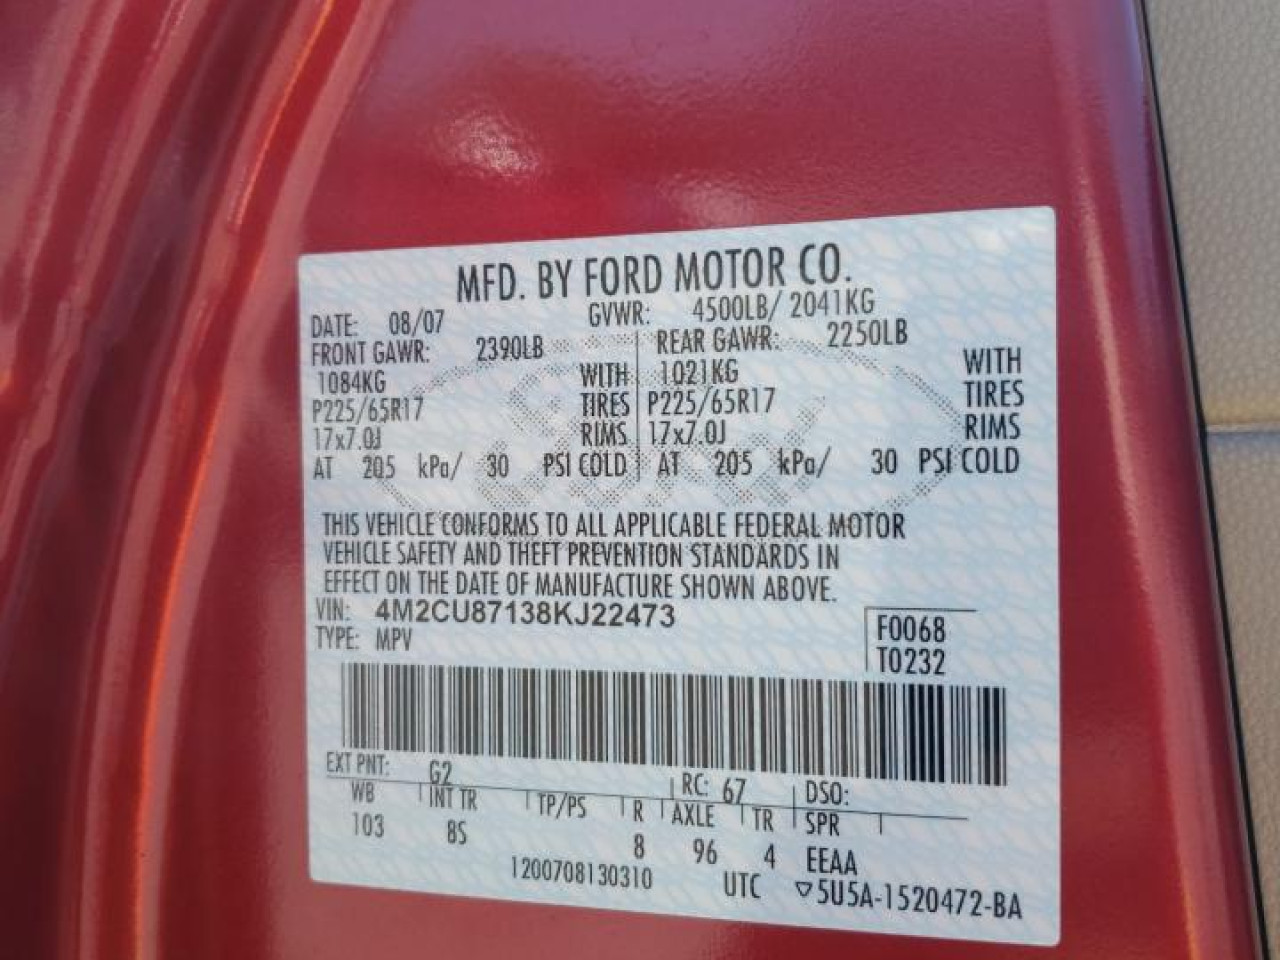 MFD. BY FORD MOTOR CO.
DATE: 08/07 GVWR: 4500LB/ 2041KG
FRONT GAWR: 2390LB REAR GAWR: 2250LB
1084KG WITH 1021KG WITH
P225/65R17 TIRES P225/65R17 TIRES
17x7.0J RIMS 17x7.0J RIMS
AT 205 kPa/ 30 PSI COLD AT 205 kPa/ 30 PSI COLD
THIS VEHICLE CONFORMS TO ALL APPLICABLE FEDERAL MOTOR
VEHICLE SAFETY AND THEFT PREVENTION STANDARDS IN
EFFECT ON THE DATE OF MANUFACTURE SHOWN ABOVE.
VIN: 4M2CU87138KJ22473
TYPE: MPV
F0068
T0232
EXT PNT: G2 RC: 67 DSO:
WB INT TR TP/PS R AXLE TR SPR
103 8S 8 96 4 EEAA
1200708130310 UTC ▽5U5A-1520472-BA